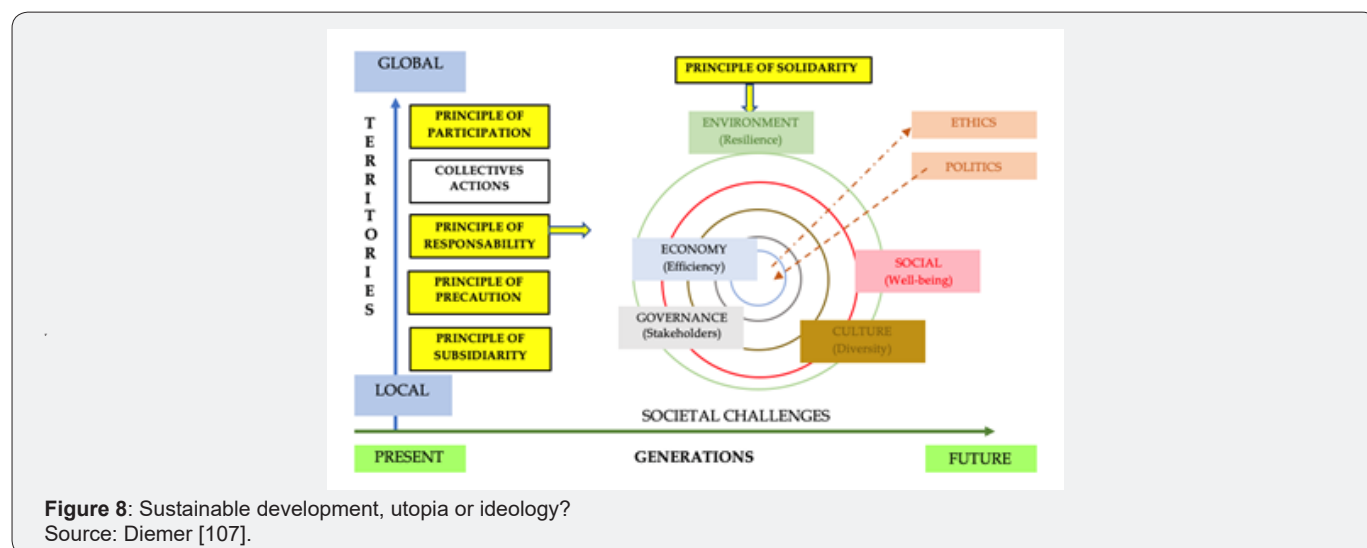 GLOBAL
TERRITORIES
PRINCIPLE OF
PARTICIPATION
COLLECTIVES
ACTIONS
PRINCIPLE OF
RESPONSABILITY
PRINCIPLE OF
PRECAUTION
PRINCIPLE OF
SUBSIDIARITY
LOCAL
PRINCIPLE OF SOLIDARITY
ENVIRONMENT
(Resilience)
ETHICS
POLITICS
ECONOMY
(Efficiency)
SOCIAL
(Well-being)
GOVERNANCE
(Stakeholders)
CULTURE
(Diversity)
SOCIETAL CHALLENGES
PRESENT
GENERATIONS
FUTURE
Figure 8: Sustainable development, utopia or ideology?
Source: Diemer [107].